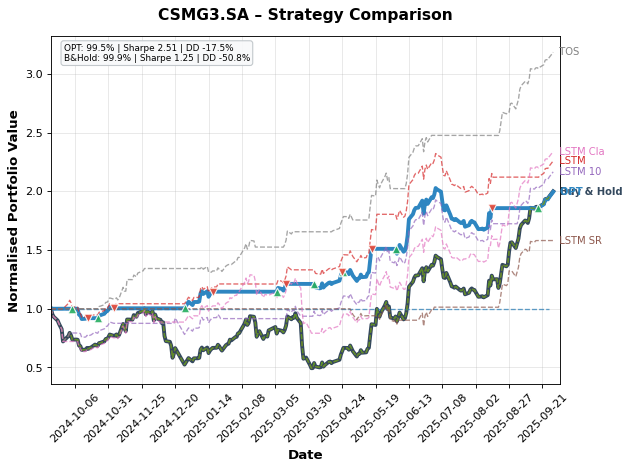 CSMG3.SA – Strategy Comparison
OPT: 99.5% | Sharpe 2.51 | DD -17.5%
B&Hold: 99.9% | Sharpe 1.25 | DD -50.8%
TOS
LSTM Cla
LSTM
LSTM 10
Buy & Hold
LSTM SR
Normalised Portfolio Value
3.0
2.5
2.0
1.5
1.0
0.5
2024-10-06
2024-10-31
2024-11-25
2024-12-20
2025-01-14
2025-02-08
2025-03-05
2025-03-30
2025-04-24
2025-05-19
2025-06-13
2025-07-08
2025-08-02
2025-08-27
2025-09-21
Date